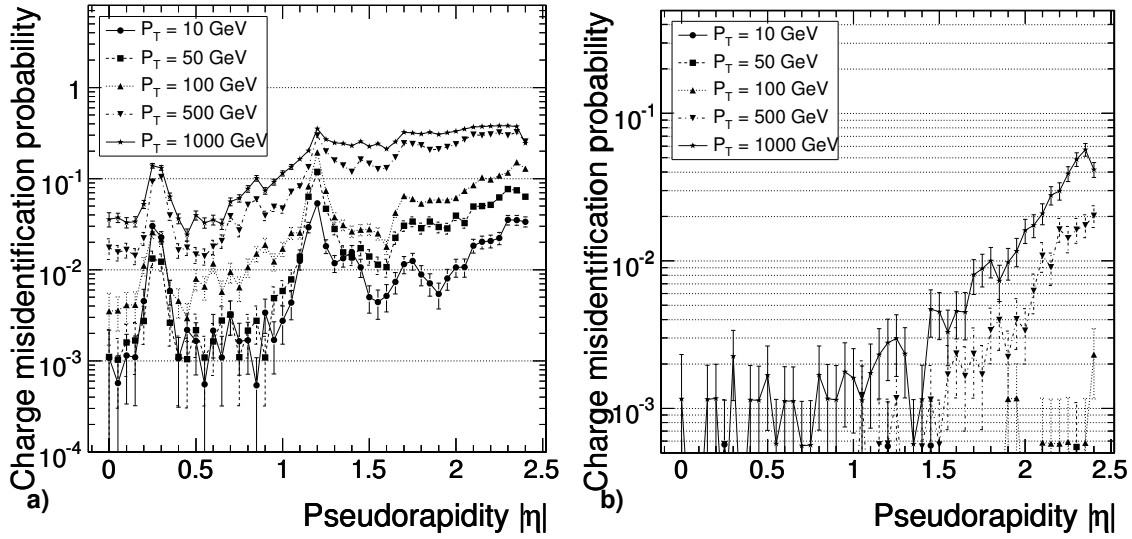 Charge misidentification probability
P_T = 10 GeV
P_T = 50 GeV
P_T = 100 GeV
P_T = 500 GeV
P_T = 1000 GeV
1
10^-1
10^-2
10^-3
10^-4
0 0.5 1 1.5 2 2.5
Pseudorapidity |η|
a)
Charge misidentification probability
P_T = 10 GeV
P_T = 50 GeV
P_T = 100 GeV
P_T = 500 GeV
P_T = 1000 GeV
10^-1
10^-2
10^-3
0 0.5 1 1.5 2 2.5
Pseudorapidity |η|
b)